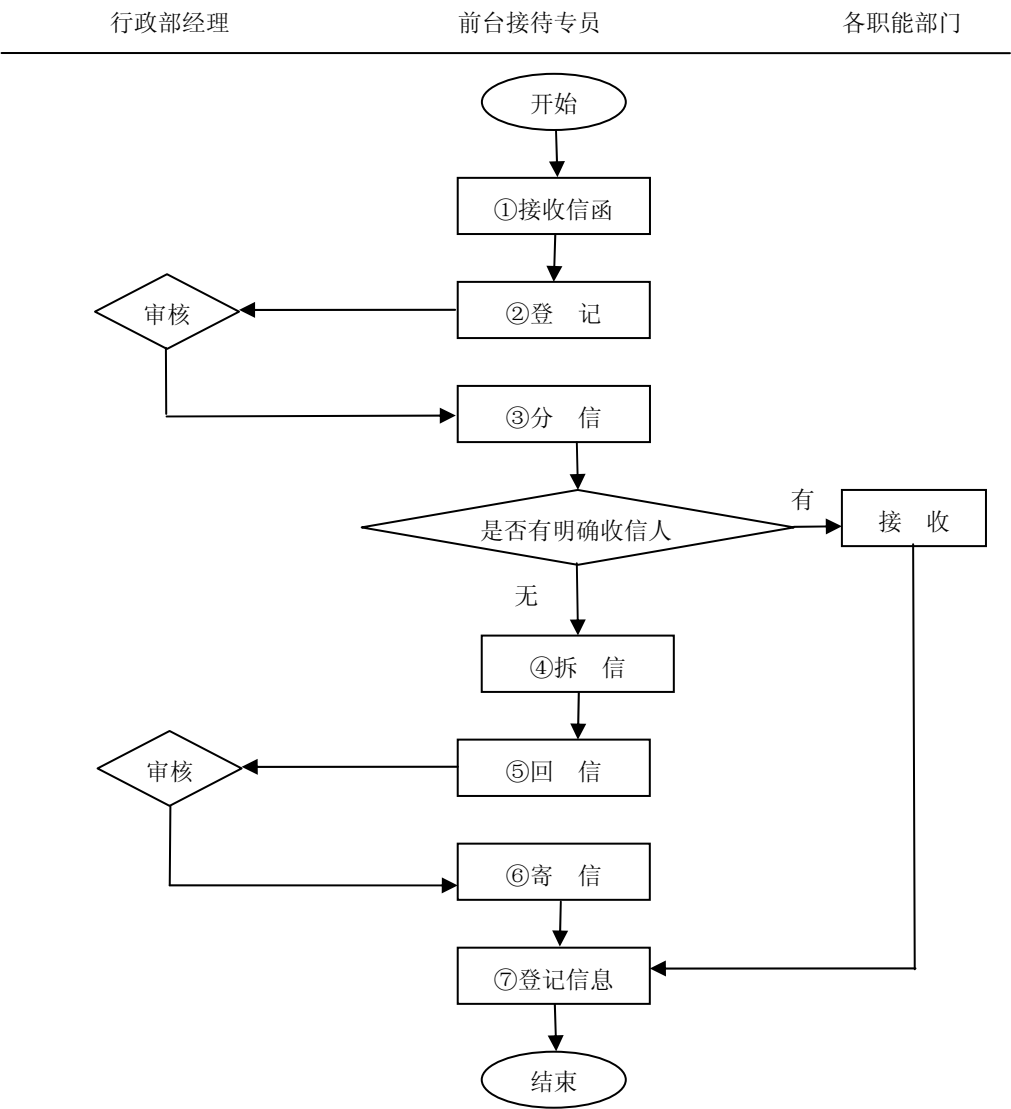 行政部经理 前台接待专员 各职能部门
开始
①接收信函
审核 ②登 记
③分 信
有
是否有明确收信人 接 收
无
④拆 信
审核 ⑤回 信
⑥寄 信
⑦登记信息
结束